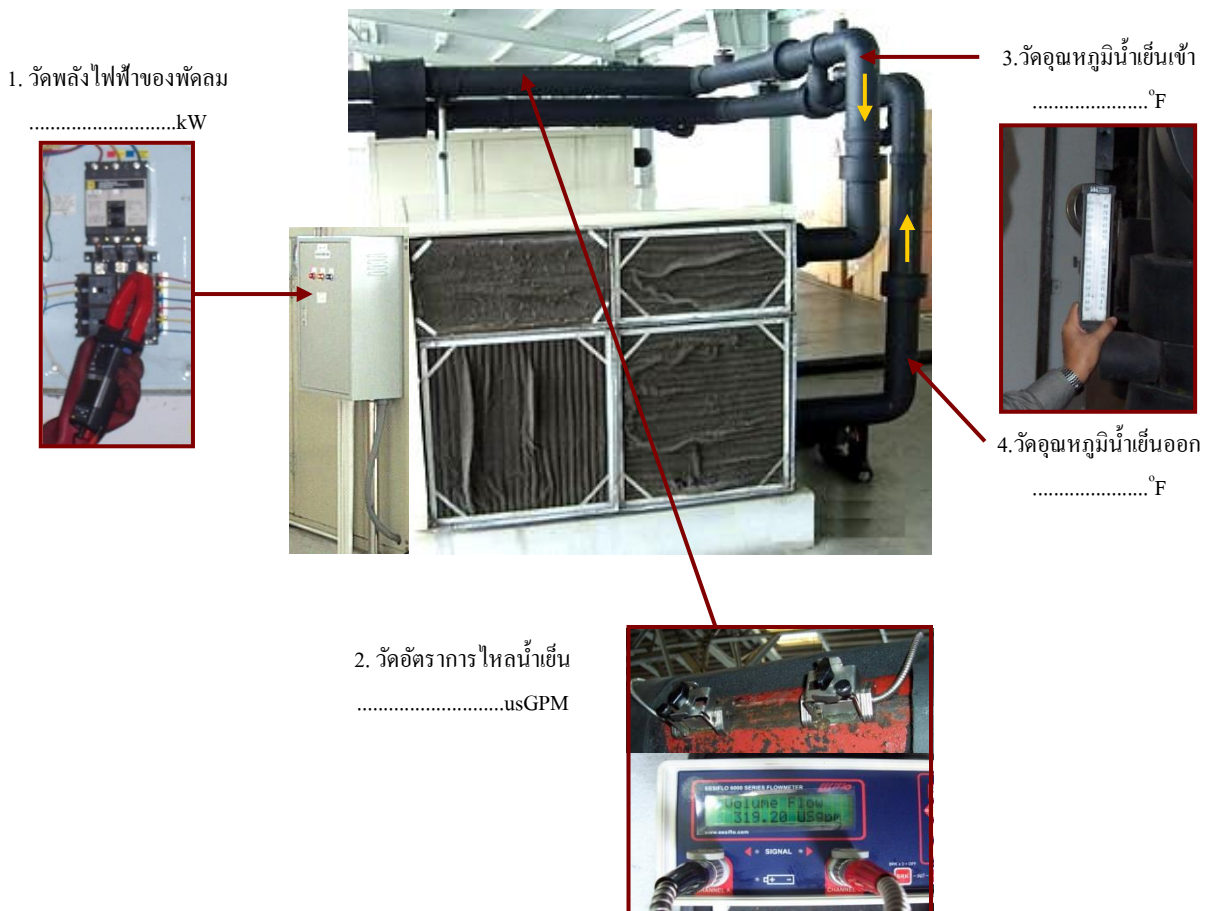 1. วัดพลังไฟฟ้าของพัดลม
............................kW
3.วัดอุณหภูมิน้ำเย็นเข้า
......................°F
4.วัดอุณหภูมิน้ำเย็นออก
......................°F
2. วัดอัตราการไหลน้ำเย็น
............................usGPM
SESIFLO 6000 SERIES FLOWMETER
Volume Flow
319.20 USgpm
www.sesiflo.com
SIGNAL
CHANNEL
CHANNEL